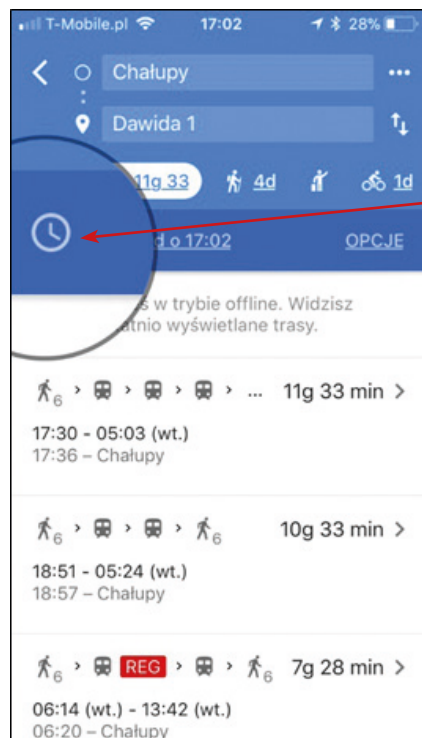 T-Mobile.pl 17:02 28%
Chałupy
Dawida 1
11g 33 4d 1d
o 17:02 OPCJE
w trybie offline. Widzisz
wyświetlane trasy.
6 > > > > ... 11g 33 min >
17:30 - 05:03 (wt.)
17:36 – Chałupy
6 > > > 6 10g 33 min >
18:51 - 05:24 (wt.)
18:57 – Chałupy
6 > REG > > 6 7g 28 min >
06:14 (wt.) - 13:42 (wt.)
06:20 – Chałupy